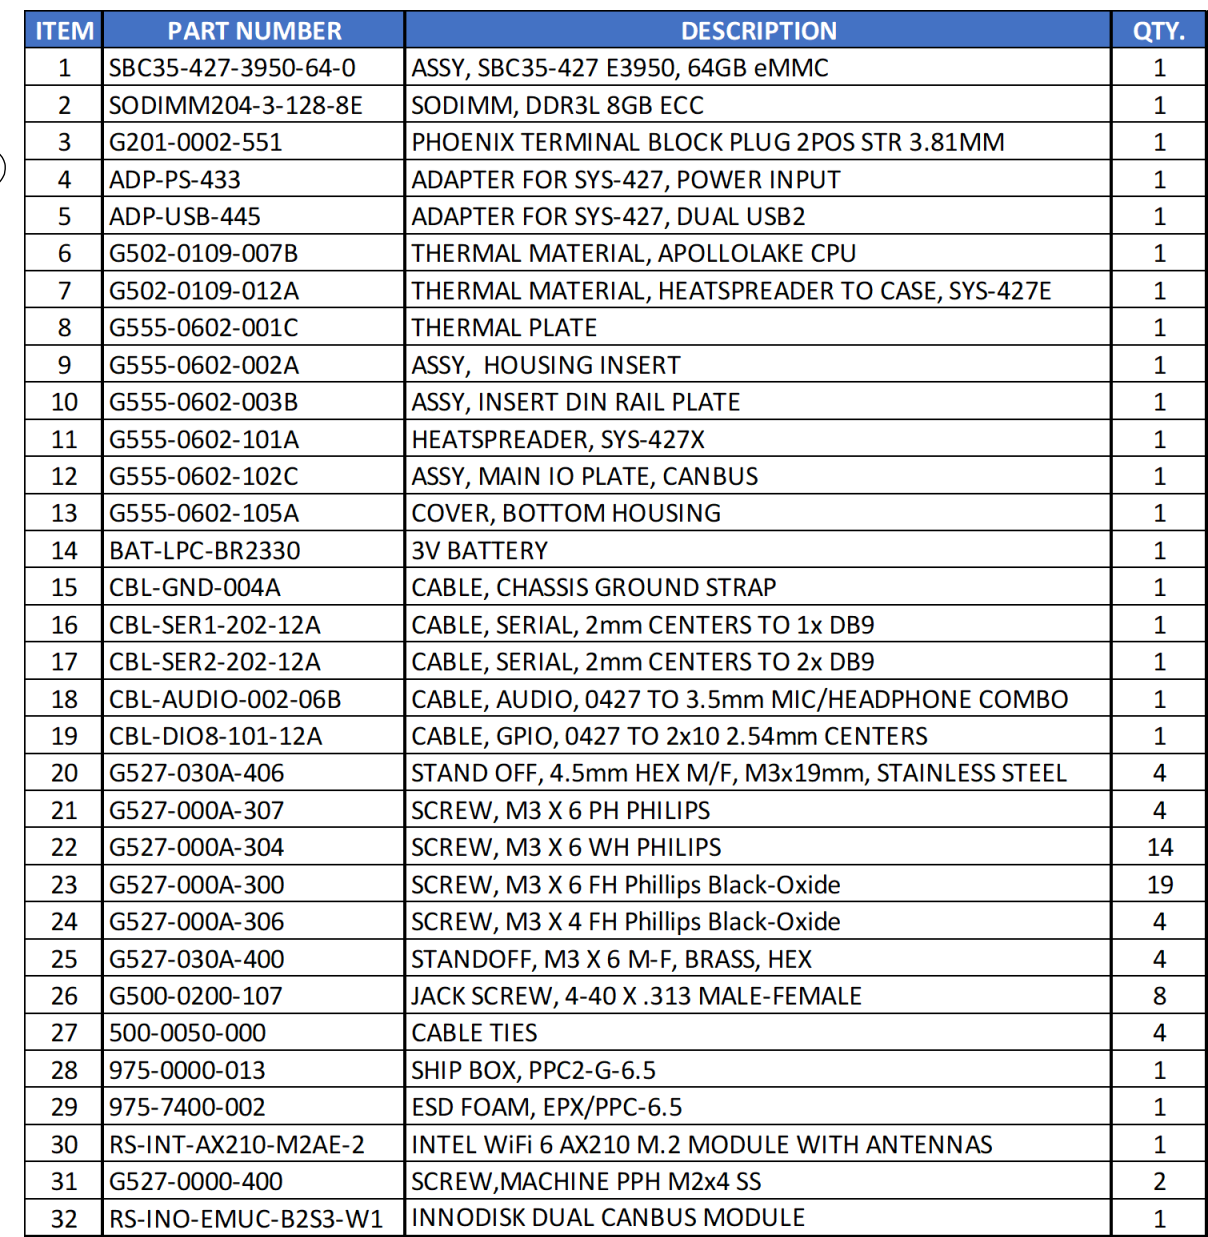 ITEM PART NUMBER DESCRIPTION QTY.
1 SBC35-427-3950-64-0 ASSY, SBC35-427 E3950, 64GB eMMC 1
2 SODIMM204-3-128-8E SODIMM, DDR3L 8GB ECC 1
3 G201-0002-551 PHOENIX TERMINAL BLOCK PLUG 2POS STR 3.81MM 1
4 ADP-PS-433 ADAPTER FOR SYS-427, POWER INPUT 1
5 ADP-USB-445 ADAPTER FOR SYS-427, DUAL USB2 1
6 G502-0109-007B THERMAL MATERIAL, APOLLOLAKE CPU 1
7 G502-0109-012A THERMAL MATERIAL, HEATSPREADER TO CASE, SYS-427E 1
8 G555-0602-001C THERMAL PLATE 1
9 G555-0602-002A ASSY,  HOUSING INSERT 1
10 G555-0602-003B ASSY, INSERT DIN RAIL PLATE 1
11 G555-0602-101A HEATSPREADER, SYS-427X 1
12 G555-0602-102C ASSY, MAIN IO PLATE, CANBUS 1
13 G555-0602-105A COVER, BOTTOM HOUSING 1
14 BAT-LPC-BR2330 3V BATTERY 1
15 CBL-GND-004A CABLE, CHASSIS GROUND STRAP 1
16 CBL-SER1-202-12A CABLE, SERIAL, 2mm CENTERS TO 1x DB9 1
17 CBL-SER2-202-12A CABLE, SERIAL, 2mm CENTERS TO 2x DB9 1
18 CBL-AUDIO-002-06B CABLE, AUDIO, 0427 TO 3.5mm MIC/HEADPHONE COMBO 1
19 CBL-DIO8-101-12A CABLE, GPIO, 0427 TO 2x10 2.54mm CENTERS 1
20 G527-030A-406 STAND OFF, 4.5mm HEX M/F, M3x19mm, STAINLESS STEEL 4
21 G527-000A-307 SCREW, M3 X 6 PH PHILIPS 4
22 G527-000A-304 SCREW, M3 X 6 WH PHILIPS 14
23 G527-000A-300 SCREW, M3 X 6 FH Phillips Black-Oxide 19
24 G527-000A-306 SCREW, M3 X 4 FH Phillips Black-Oxide 4
25 G527-030A-400 STANDOFF, M3 X 6 M-F, BRASS, HEX 4
26 G500-0200-107 JACK SCREW, 4-40 X .313 MALE-FEMALE 8
27 500-0050-000 CABLE TIES 4
28 975-0000-013 SHIP BOX, PPC2-G-6.5 1
29 975-7400-002 ESD FOAM, EPX/PPC-6.5 1
30 RS-INT-AX210-M2AE-2 INTEL WiFi 6 AX210 M.2 MODULE WITH ANTENNAS 1
31 G527-0000-400 SCREW,MACHINE PPH M2x4 SS 2
32 RS-INO-EMUC-B2S3-W1 INNODISK DUAL CANBUS MODULE 1